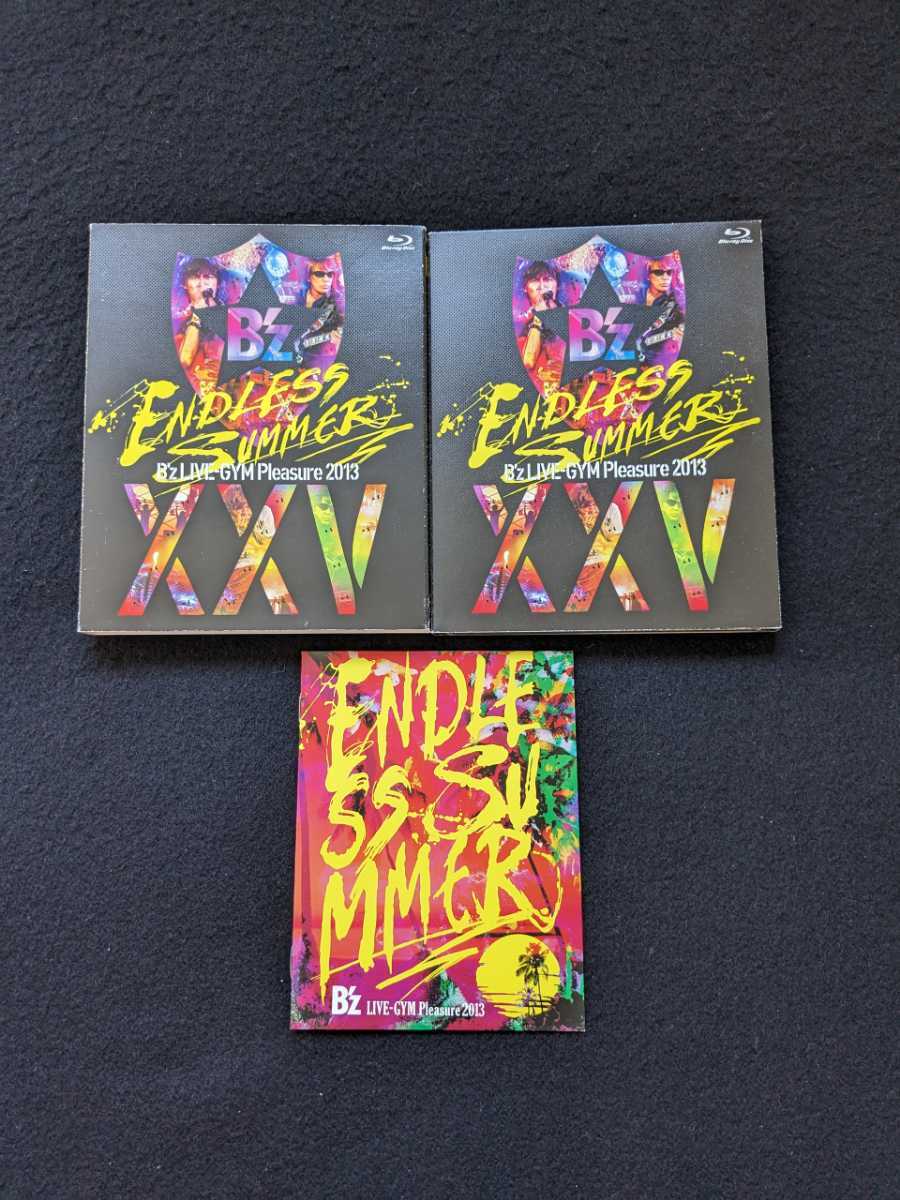 Blu-ray Disc
B'z
ENDLESS
SUMMER
B'z LIVE-GYM Pleasure 2013
XXV
Blu-ray Disc
B'z
ENDLESS
SUMMER
B'z LIVE-GYM Pleasure 2013
XXV
ENDLE
SS SU
MMER
B'z LIVE-GYM Pleasure 2013